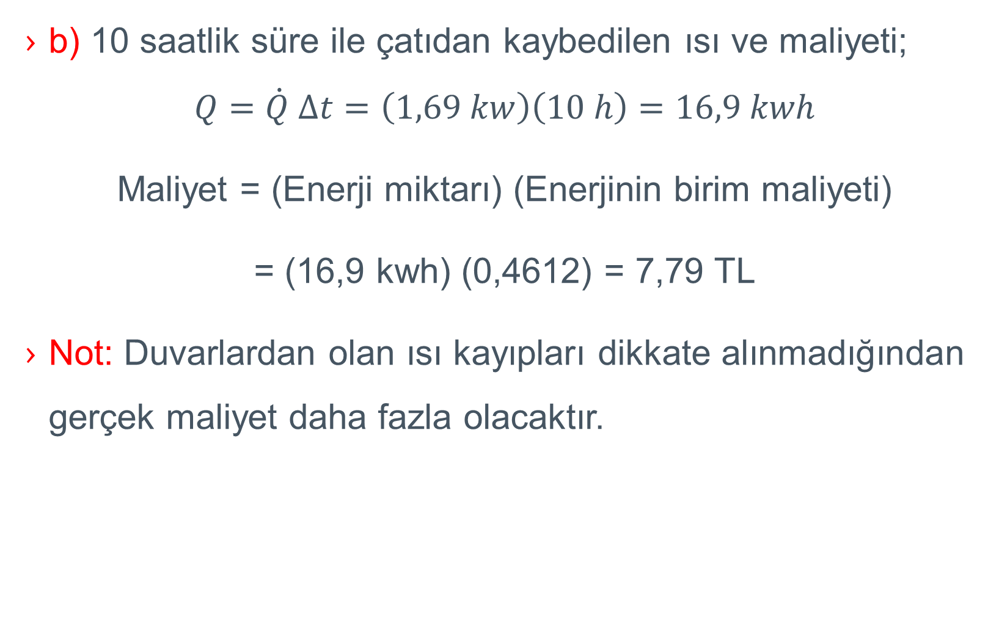 › b) 10 saatlik süre ile çatıdan kaybedilen ısı ve maliyeti;
Q = Q̇ Δt = (1,69 kw)(10 h) = 16,9 kwh
Maliyet = (Enerji miktarı) (Enerjinin birim maliyeti)
= (16,9 kwh) (0,4612) = 7,79 TL
› Not: Duvarlardan olan ısı kayıpları dikkate alınmadığından
gerçek maliyet daha fazla olacaktır.